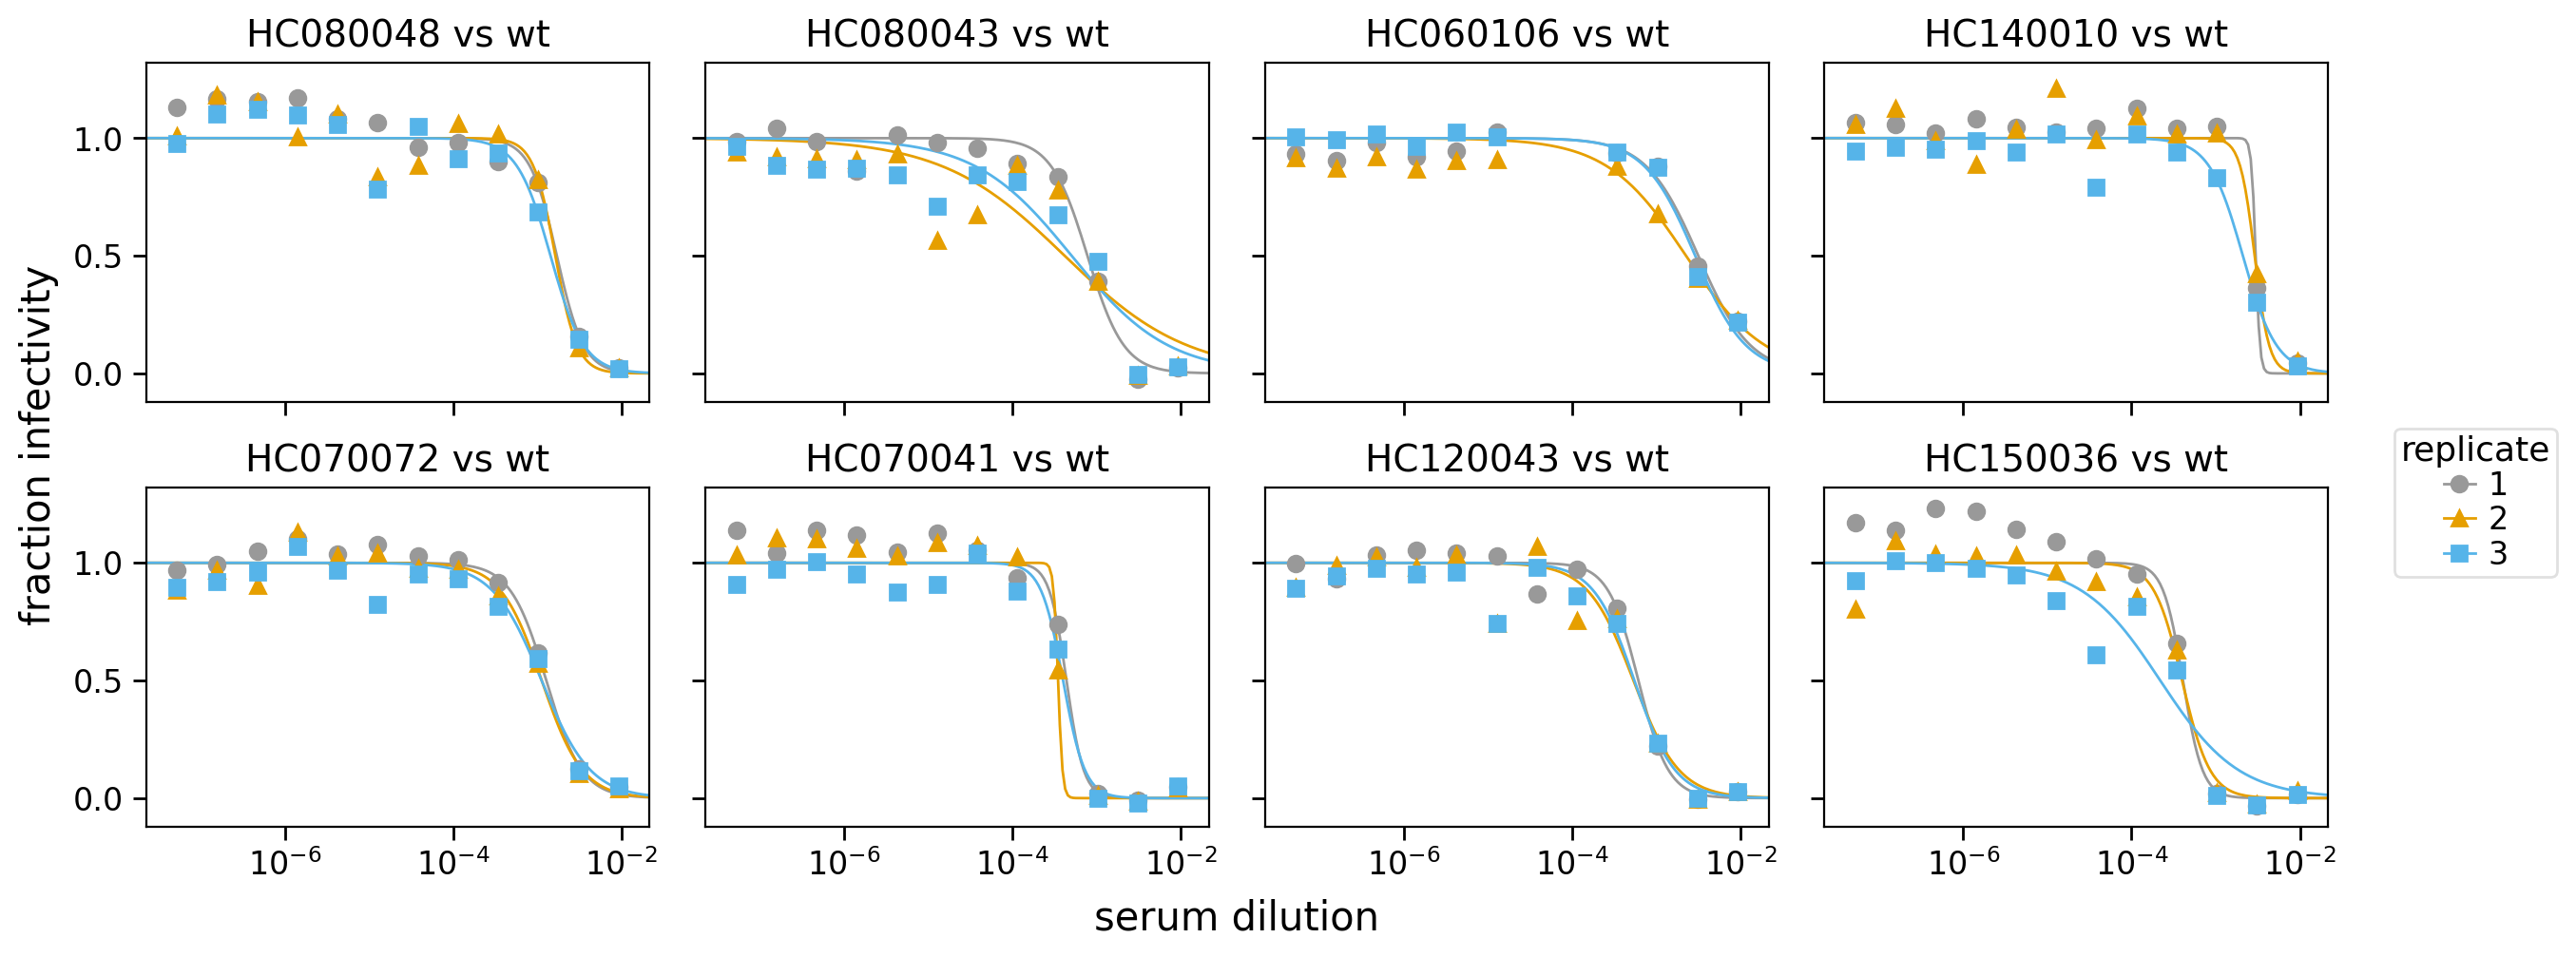 HC080048 vs wt
HC080043 vs wt
HC060106 vs wt
HC140010 vs wt
1.0
0.5
0.0
fraction infectivity
HC070072 vs wt
HC070041 vs wt
HC120043 vs wt
HC150036 vs wt
1.0
0.5
0.0
10⁻⁶ 10⁻⁴ 10⁻²
10⁻⁶ 10⁻⁴ 10⁻²
10⁻⁶ 10⁻⁴ 10⁻²
10⁻⁶ 10⁻⁴ 10⁻²
serum dilution
replicate
1
2
3